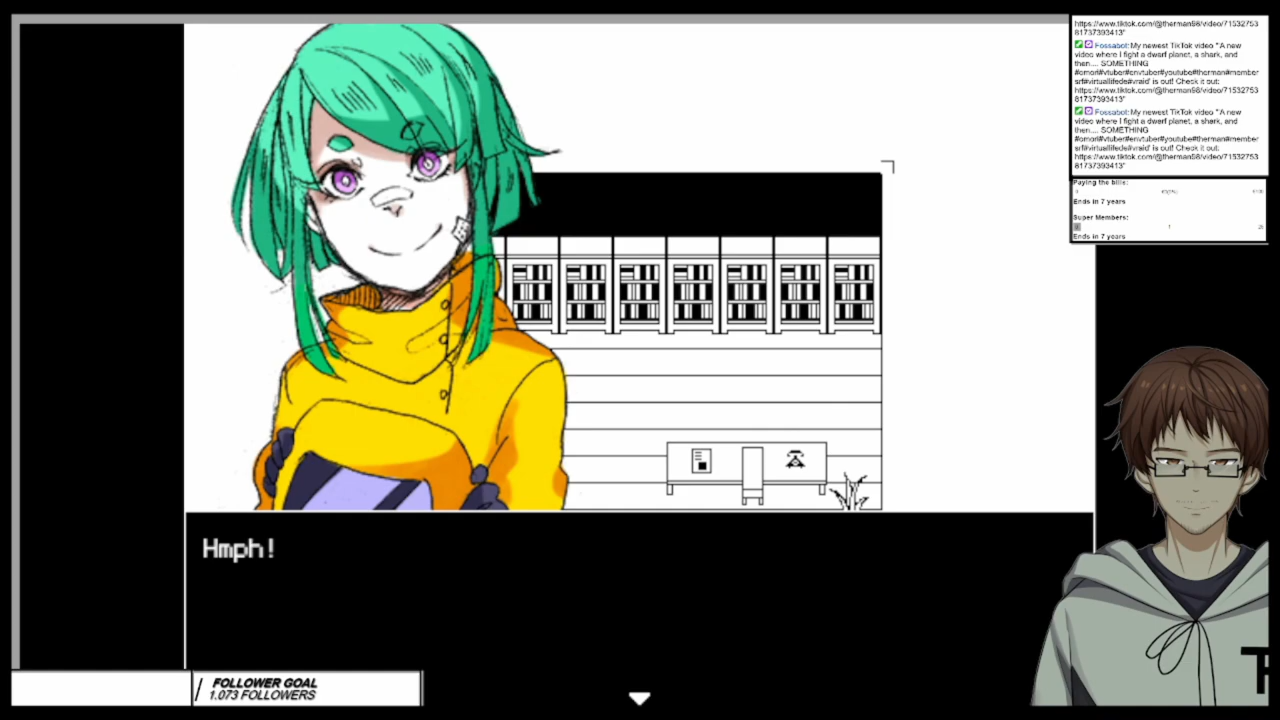 https://www.tiktok.com/@therman98/video/71532753
81737393413"
Fossabot: My newest TikTok video "'A new
video where I fight a dwarf planet, a shark, and
then.... SOMETHING
#omori#vtuber#envtuber#youtube#therman#member
srf#virtuallifede#vraid' is out! Check it out:
https://www.tiktok.com/@therman98/video/71532753
81737393413"
Fossabot: My newest TikTok video "'A new
video where I fight a dwarf planet, a shark, and
then.... SOMETHING
#omori#vtuber#envtuber#youtube#therman#member
srf#virtuallifede#vraid' is out! Check it out:
https://www.tiktok.com/@therman98/video/71532753
81737393413"
Paying the bills:
0
Ends in 7 years
Super Members:
1
Ends in 7 years
Hmph!
FOLLOWER GOAL
1.073 FOLLOWERS